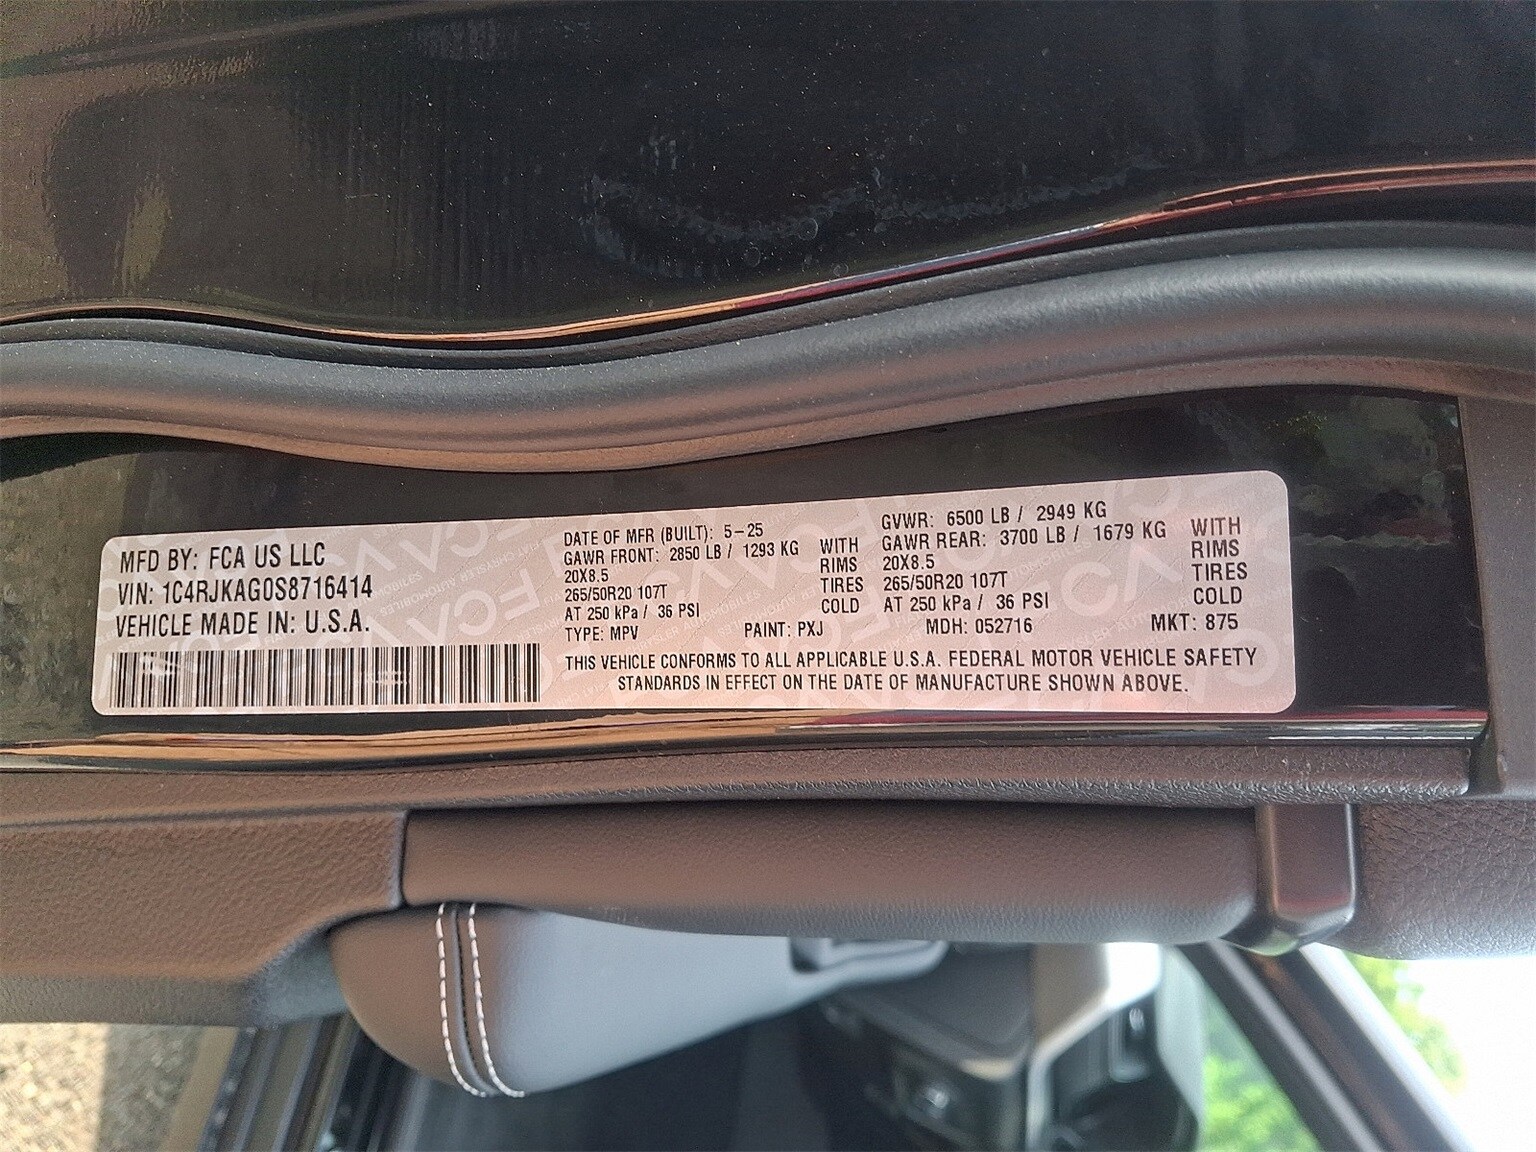 MFD BY: FCA US LLC
VIN: 1C4RJKAG0S8716414
VEHICLE MADE IN: U.S.A.
DATE OF MFR (BUILT): 5-25
GAWR FRONT: 2850 LB / 1293 KG
20X8.5
265/50R20 107T
AT 250 kPa / 36 PSI
WITH
RIMS
TIRES
COLD
GVWR: 6500 LB / 2949 KG
GAWR REAR: 3700 LB / 1679 KG
20X8.5
265/50R20 107T
AT 250 kPa / 36 PSI
WITH
RIMS
TIRES
COLD
TYPE: MPV PAINT: PXJ MDH: 052716 MKT: 875
THIS VEHICLE CONFORMS TO ALL APPLICABLE U.S.A. FEDERAL MOTOR VEHICLE SAFETY
STANDARDS IN EFFECT ON THE DATE OF MANUFACTURE SHOWN ABOVE.